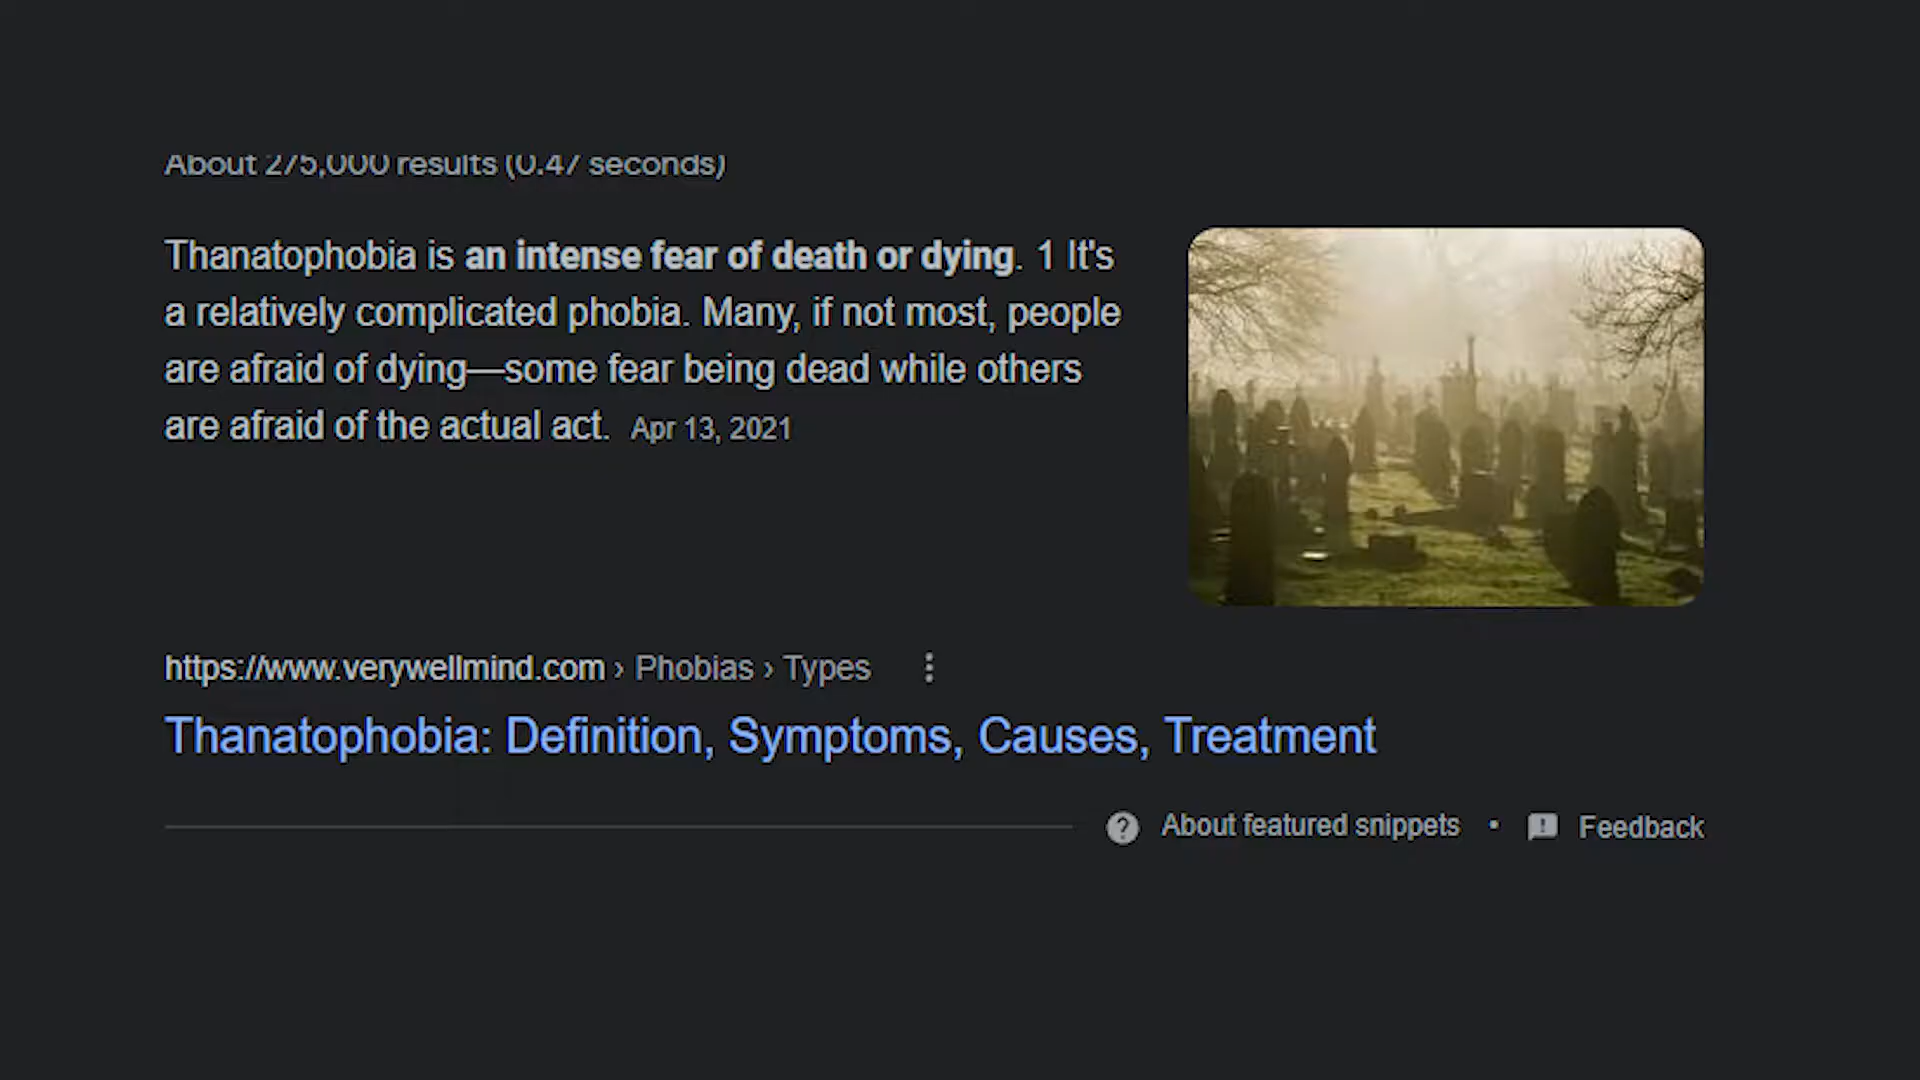 About 275,000 results (0.47 seconds)
Thanatophobia is an intense fear of death or dying. 1 It's
a relatively complicated phobia. Many, if not most, people
are afraid of dying—some fear being dead while others
are afraid of the actual act. Apr 13, 2021
https://www.verywellmind.com › Phobias › Types
Thanatophobia: Definition, Symptoms, Causes, Treatment
About featured snippets • Feedback